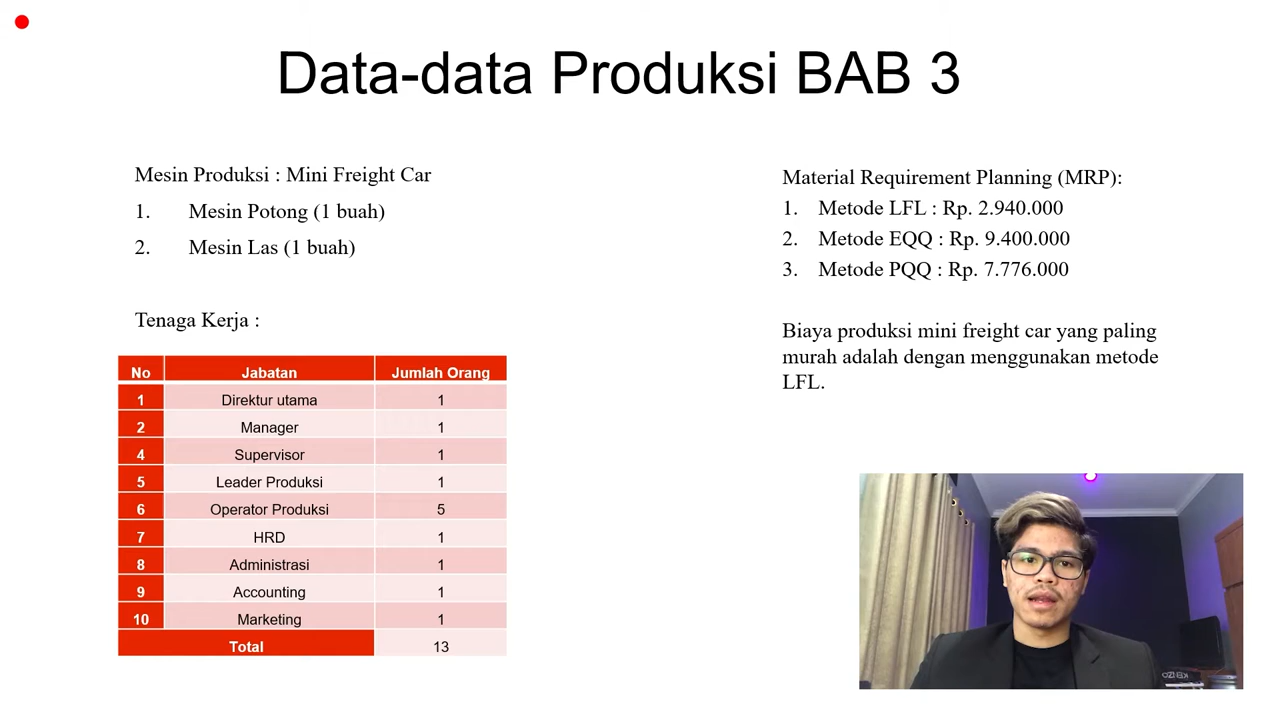 Data-data Produksi BAB 3
Mesin Produksi : Mini Freight Car
1. Mesin Potong (1 buah)
2. Mesin Las (1 buah)
Tenaga Kerja :
No Jabatan Jumlah Orang
1 Direktur utama 1
2 Manager 1
4 Supervisor 1
5 Leader Produksi 1
6 Operator Produksi 5
7 HRD 1
8 Administrasi 1
9 Accounting 1
10 Marketing 1
Total 13
Material Requirement Planning (MRP):
1. Metode LFL : Rp. 2.940.000
2. Metode EQQ : Rp. 9.400.000
3. Metode PQQ : Rp. 7.776.000
Biaya produksi mini freight car yang paling
murah adalah dengan menggunakan metode
LFL.